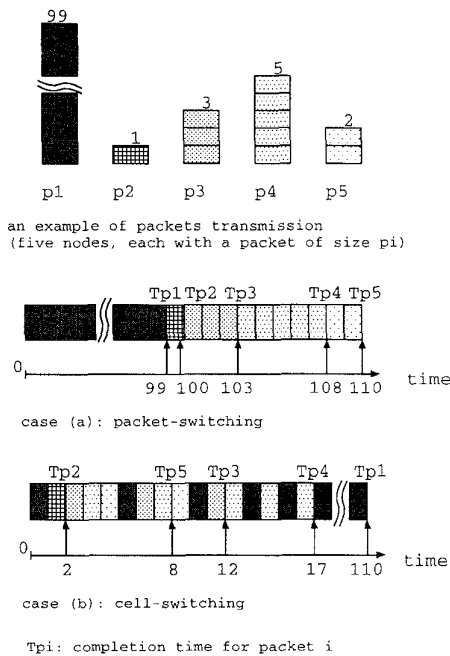 99
1
3
5
2
p1 p2 p3 p4 p5
an example of packets transmission
(five nodes, each with a packet of size pi)
Tp1 Tp2 Tp3 Tp4 Tp5
0
99 100 103 108 110
time
case (a): packet-switching
Tp2 Tp5 Tp3 Tp4 Tp1
0
2 8 12 17 110
time
case (b): cell-switching
Tpi: completion time for packet i